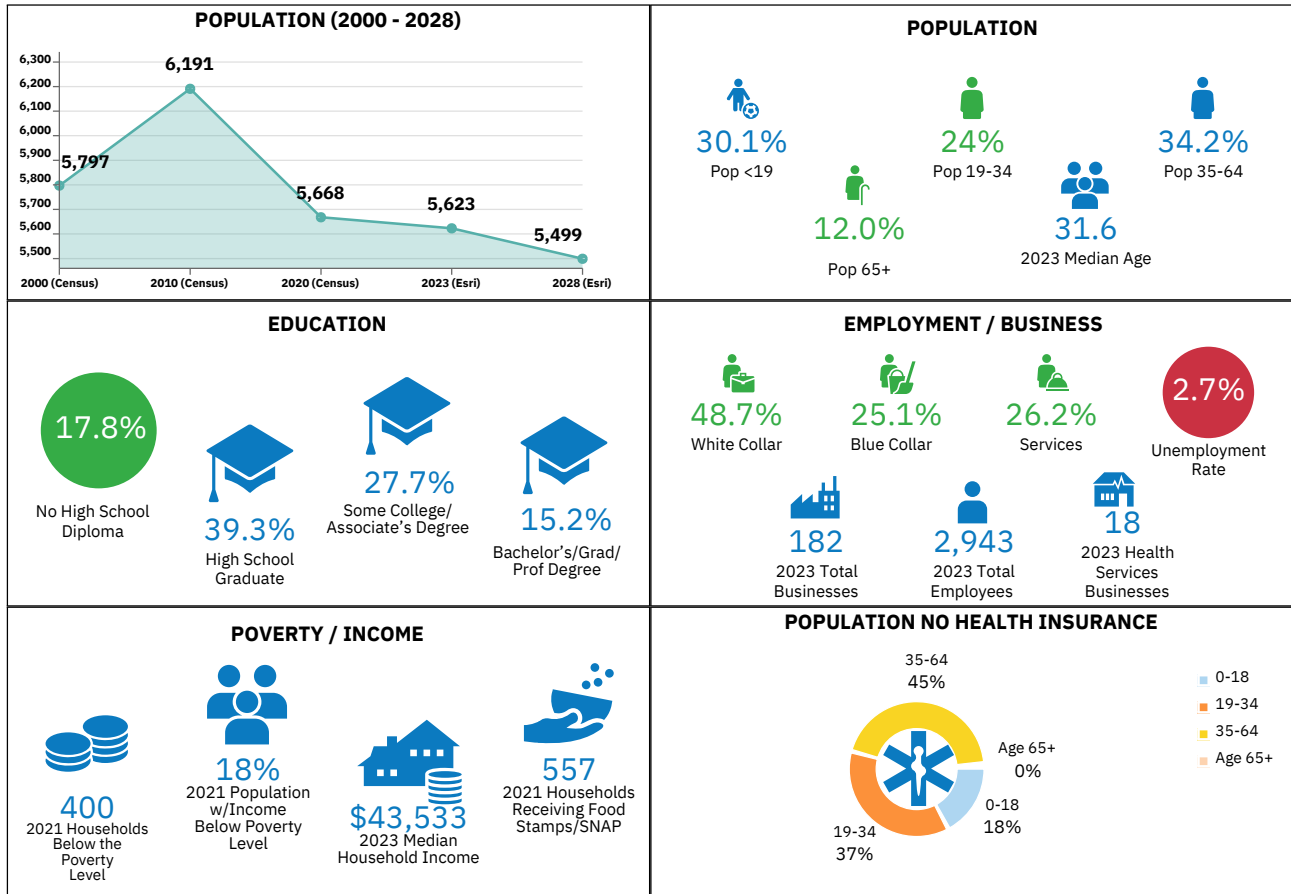 POPULATION (2000 - 2028)
6,300
6,200
6,100
6,000
5,900
5,800
5,700
5,600
5,500
5,797
6,191
5,668
5,623
5,499
2000 (Census)
2010 (Census)
2020 (Census)
2023 (Esri)
2028 (Esri)
POPULATION
30.1%
Pop <19
24%
Pop 19-34
34.2%
Pop 35-64
12.0%
Pop 65+
31.6
2023 Median Age
EDUCATION
17.8%
No High School
Diploma
39.3%
High School
Graduate
27.7%
Some College/
Associate's Degree
15.2%
Bachelor's/Grad/
Prof Degree
EMPLOYMENT / BUSINESS
48.7%
White Collar
25.1%
Blue Collar
26.2%
Services
2.7%
Unemployment
Rate
182
2023 Total
Businesses
2,943
2023 Total
Employees
18
2023 Health
Services
Businesses
POVERTY / INCOME
400
2021 Households
Below the
Poverty
Level
18%
2021 Population
w/Income
Below Poverty
Level
$43,533
2023 Median
Household Income
557
2021 Households
Receiving Food
Stamps/SNAP
POPULATION NO HEALTH INSURANCE
35-64
45%
Age 65+
0%
0-18
18%
19-34
37%
0-18
19-34
35-64
Age 65+